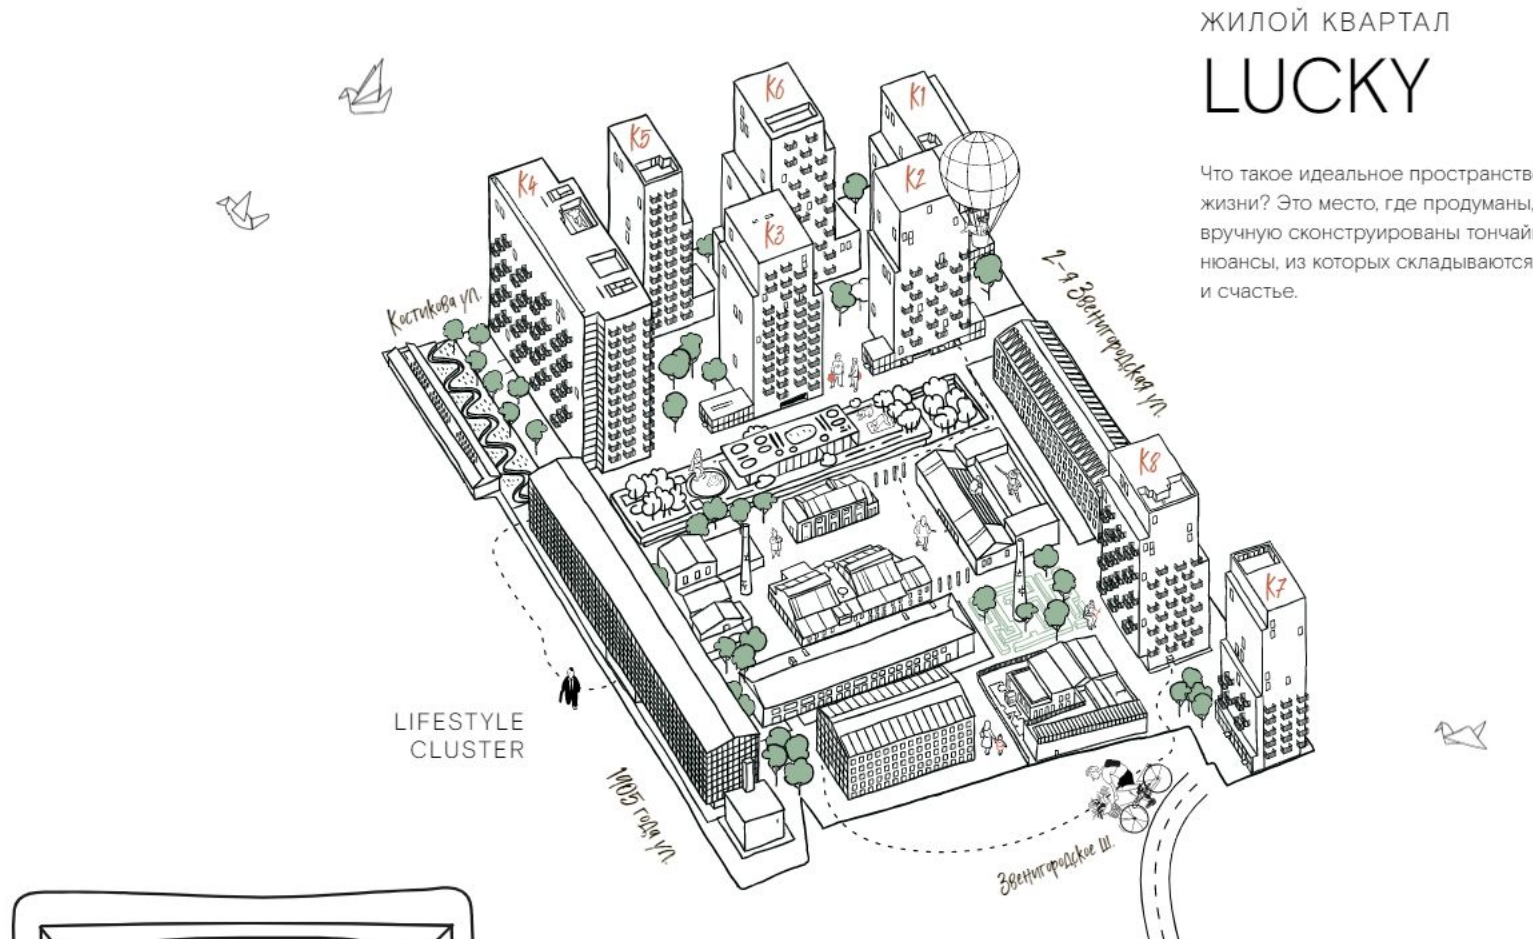 ЖИЛОЙ КВАРТАЛ
LUCKY
Что такое идеальное пространств
жизни? Это место, где продуманы,
вручную сконструированы тончай
нюансы, из которых складываются
и счастье.
K6
K1
K5
K4
K2
K3
Костикова ул.
2-я Звенигородская ул.
K8
K7
LIFESTYLE
CLUSTER
1905 года ул.
Звенигородское ш.